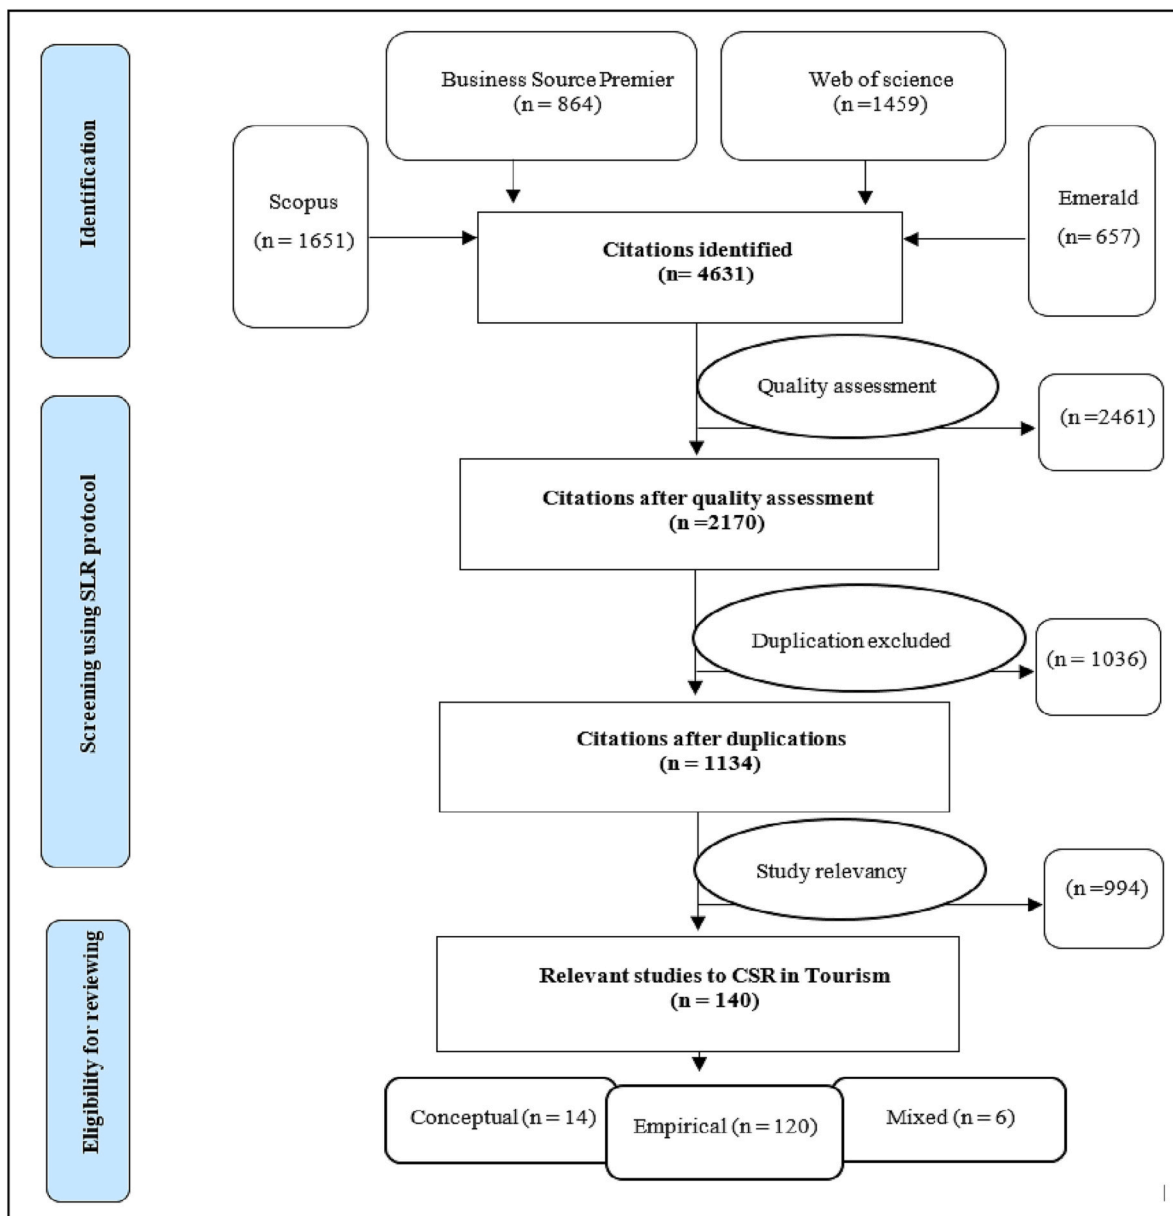 Identification
Business Source Premier
(n = 864)
Web of science
(n =1459)
Scopus
(n = 1651)
Emerald
(n= 657)
Citations identified
(n= 4631)
Quality assessment
(n =2461)
Screening using SLR protocol
Citations after quality assessment
(n =2170)
Duplication excluded
(n = 1036)
Citations after duplications
(n = 1134)
Study relevancy
(n =994)
Eligibility for reviewing
Relevant studies to CSR in Tourism
(n = 140)
Conceptual (n = 14)
Empirical (n = 120)
Mixed (n = 6)